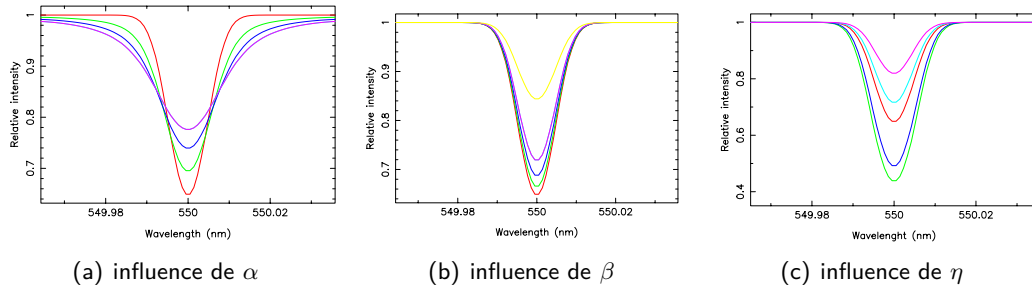 Relative intensity
1
0.9
0.8
0.7
549.98
550
550.02
Wavelength (nm)
(a) influence de α
Relative intensity
1
0.9
0.8
0.7
549.98
550
550.02
Wavelength (nm)
(b) influence de β
Relative intensity
1
0.8
0.6
0.4
549.98
550
550.02
Wavelenght (nm)
(c) influence de η